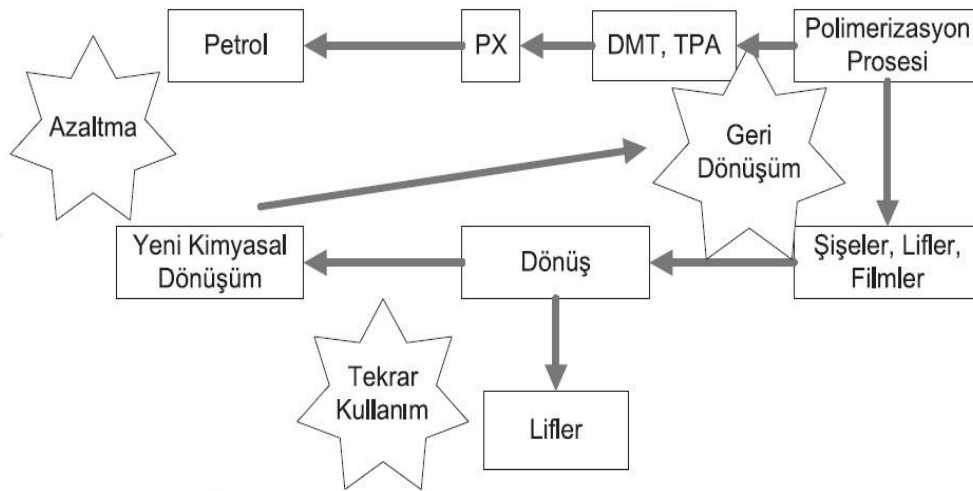 Petrol
PX
DMT, TPA
Polimerizasyon
Prosesi
Azaltma
Geri
Dönüşüm
Yeni Kimyasal
Dönüşüm
Dönüş
Şişeler, Lifler,
Filmler
Tekrar
Kullanım
Lifler